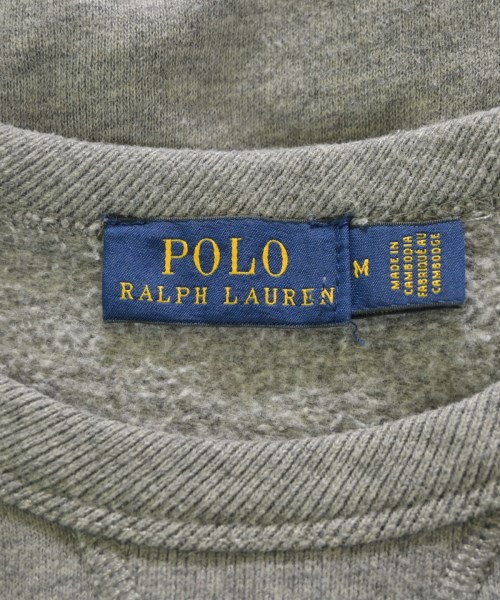 POLO
RALPH LAUREN
M
MADE IN
CAMBODIA
FABRIQUÉ AU
CAMBODGE